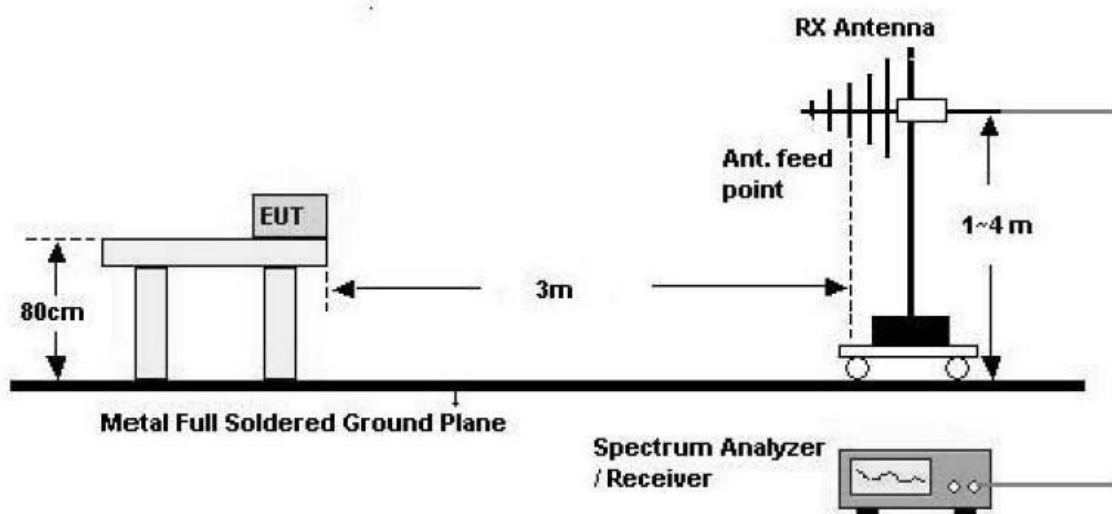 RX Antenna
Ant. feed
point
EUT
1~4 m
3m
80cm
Metal Full Soldered Ground Plane
Spectrum Analyzer
/ Receiver